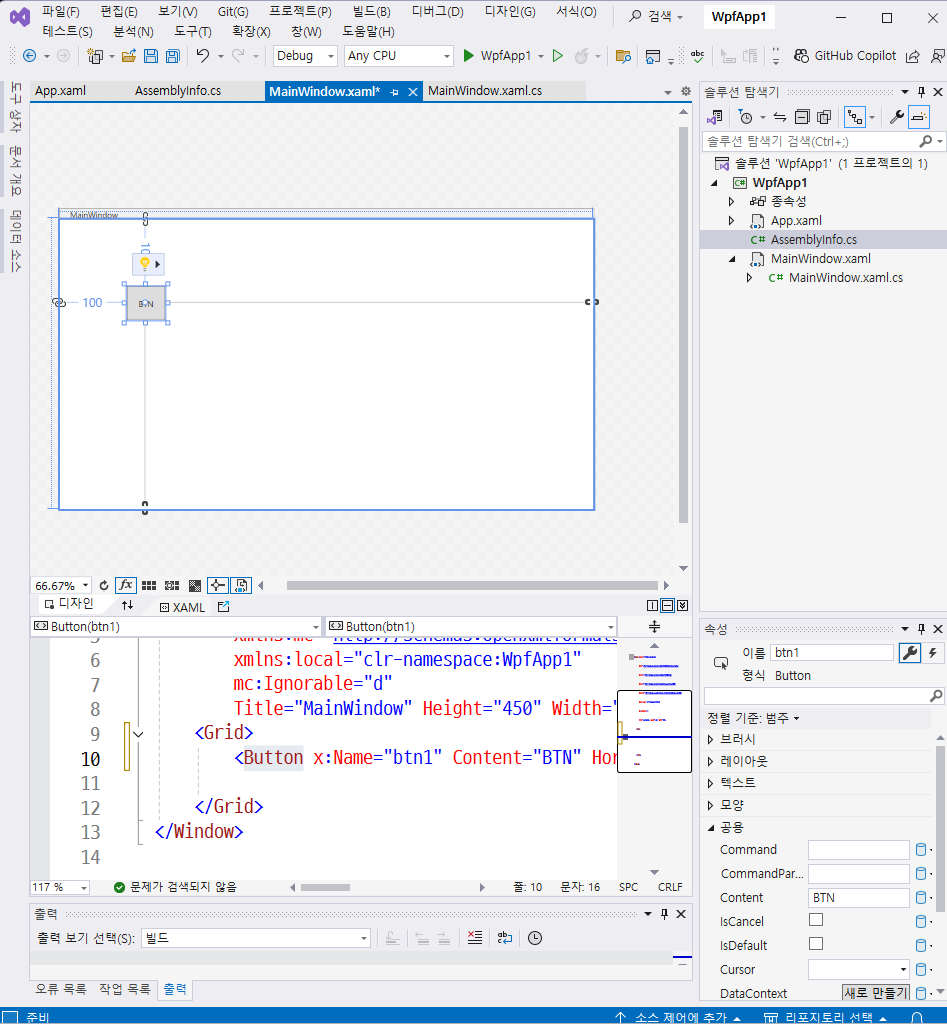 파일(F) 편집(E) 보기(V) Git(G) 프로젝트(P) 빌드(B) 디버그(D) 디자인(G) 서식(O) 검색 WpfApp1
테스트(S) 분석(N) 도구(T) 확장(X) 창(W) 도움말(H)
Debug Any CPU WpfApp1 GitHub Copilot
도구 상자
문서 개요
데이터 소스
App.xaml AssemblyInfo.cs MainWindow.xaml* MainWindow.xaml.cs
MainWindow
100
BTN
66.67% fx
디자인 XAML
Button(btn1) Button(btn1)
6 xmlns:local="clr-namespace:WpfApp1"
7 mc:Ignorable="d"
8 Title="MainWindow" Height="450" Width="
9 <Grid>
10 <Button x:Name="btn1" Content="BTN" Hor
11
12 </Grid>
13 </Window>
14
117 % 문제가 검색되지 않음 줄: 10 문자: 16 SPC CRLF
출력
출력 보기 선택(S): 빌드
오류 목록 작업 목록 출력
솔루션 탐색기
솔루션 탐색기 검색(Ctrl+;)
솔루션 'WpfApp1' (1 프로젝트의 1)
C# WpfApp1
종속성
App.xaml
C# AssemblyInfo.cs
MainWindow.xaml
C# MainWindow.xaml.cs
속성
이름 btn1
형식 Button
정렬 기준: 범주
브러시
레이아웃
텍스트
모양
공용
Command
CommandPar...
Content BTN
IsCancel
IsDefault
Cursor
DataContext 새로 만들기
준비 소스 제어에 추가 리포지토리 선택